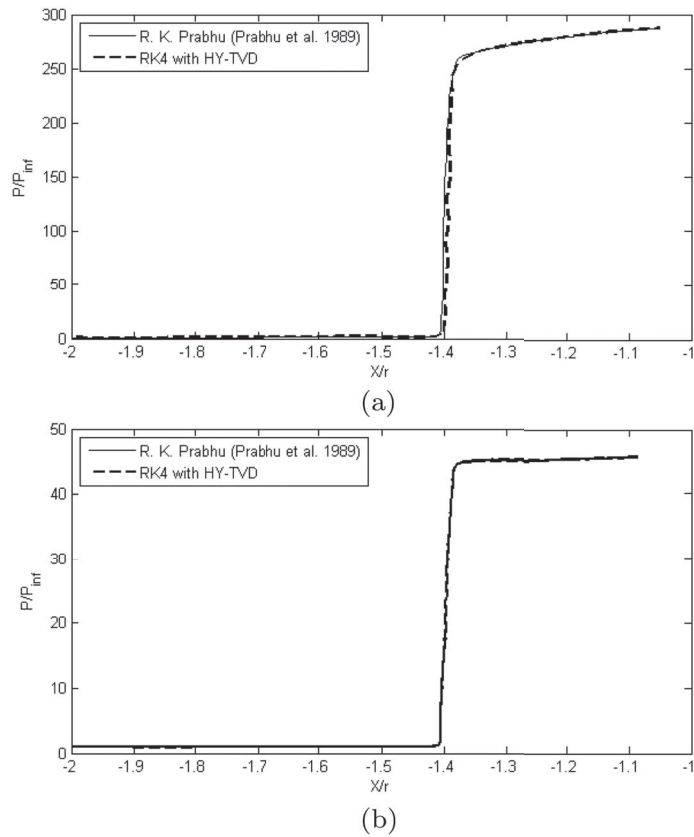 300
250
200
150
100
50
0
P/P_inf
R. K. Prabhu (Prabhu et al. 1989)
RK4 with HY-TVD
-2 -1.9 -1.8 -1.7 -1.6 -1.5 -1.4 -1.3 -1.2 -1.1 -1
X/r
(a)
50
40
30
20
10
0
P/P_inf
R. K. Prabhu (Prabhu et al. 1989)
RK4 with HY-TVD
-2 -1.9 -1.8 -1.7 -1.6 -1.5 -1.4 -1.3 -1.2 -1.1 -1
X/r
(b)